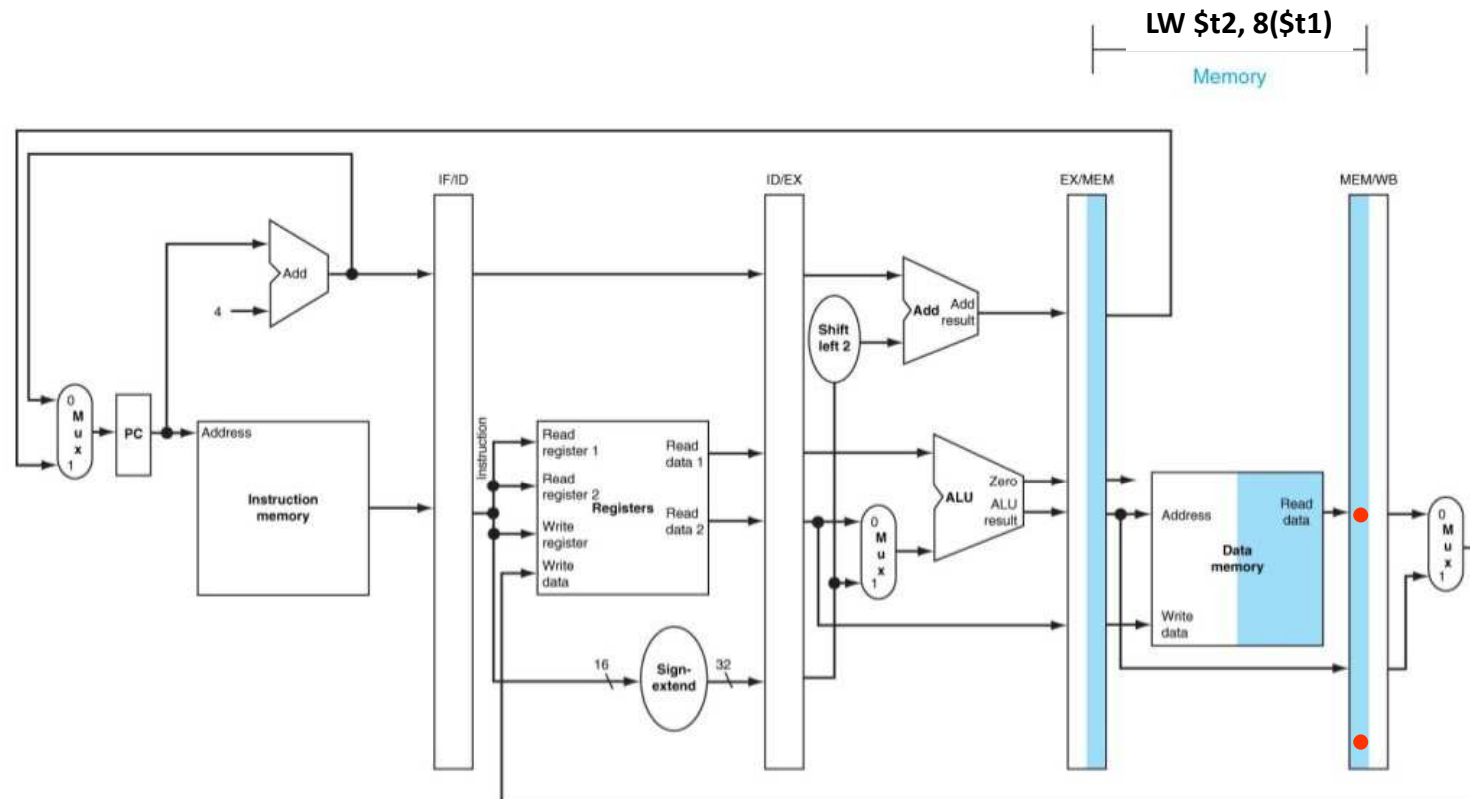 LW $t2, 8($t1)
Memory
IF/ID
ID/EX
EX/MEM
MEM/WB
Add
4
Shift
left 2
Add
Add
result
0
M
u
x
1
PC
Address
Instruction
memory
Instruction
Read
register 1
Read
register 2
Registers
Write
register
Write
data
Read
data 1
Read
data 2
16
Sign-
extend
32
0
M
u
x
1
ALU
Zero
ALU
result
Address
Data
memory
Read
data
Write
data
0
M
u
x
1